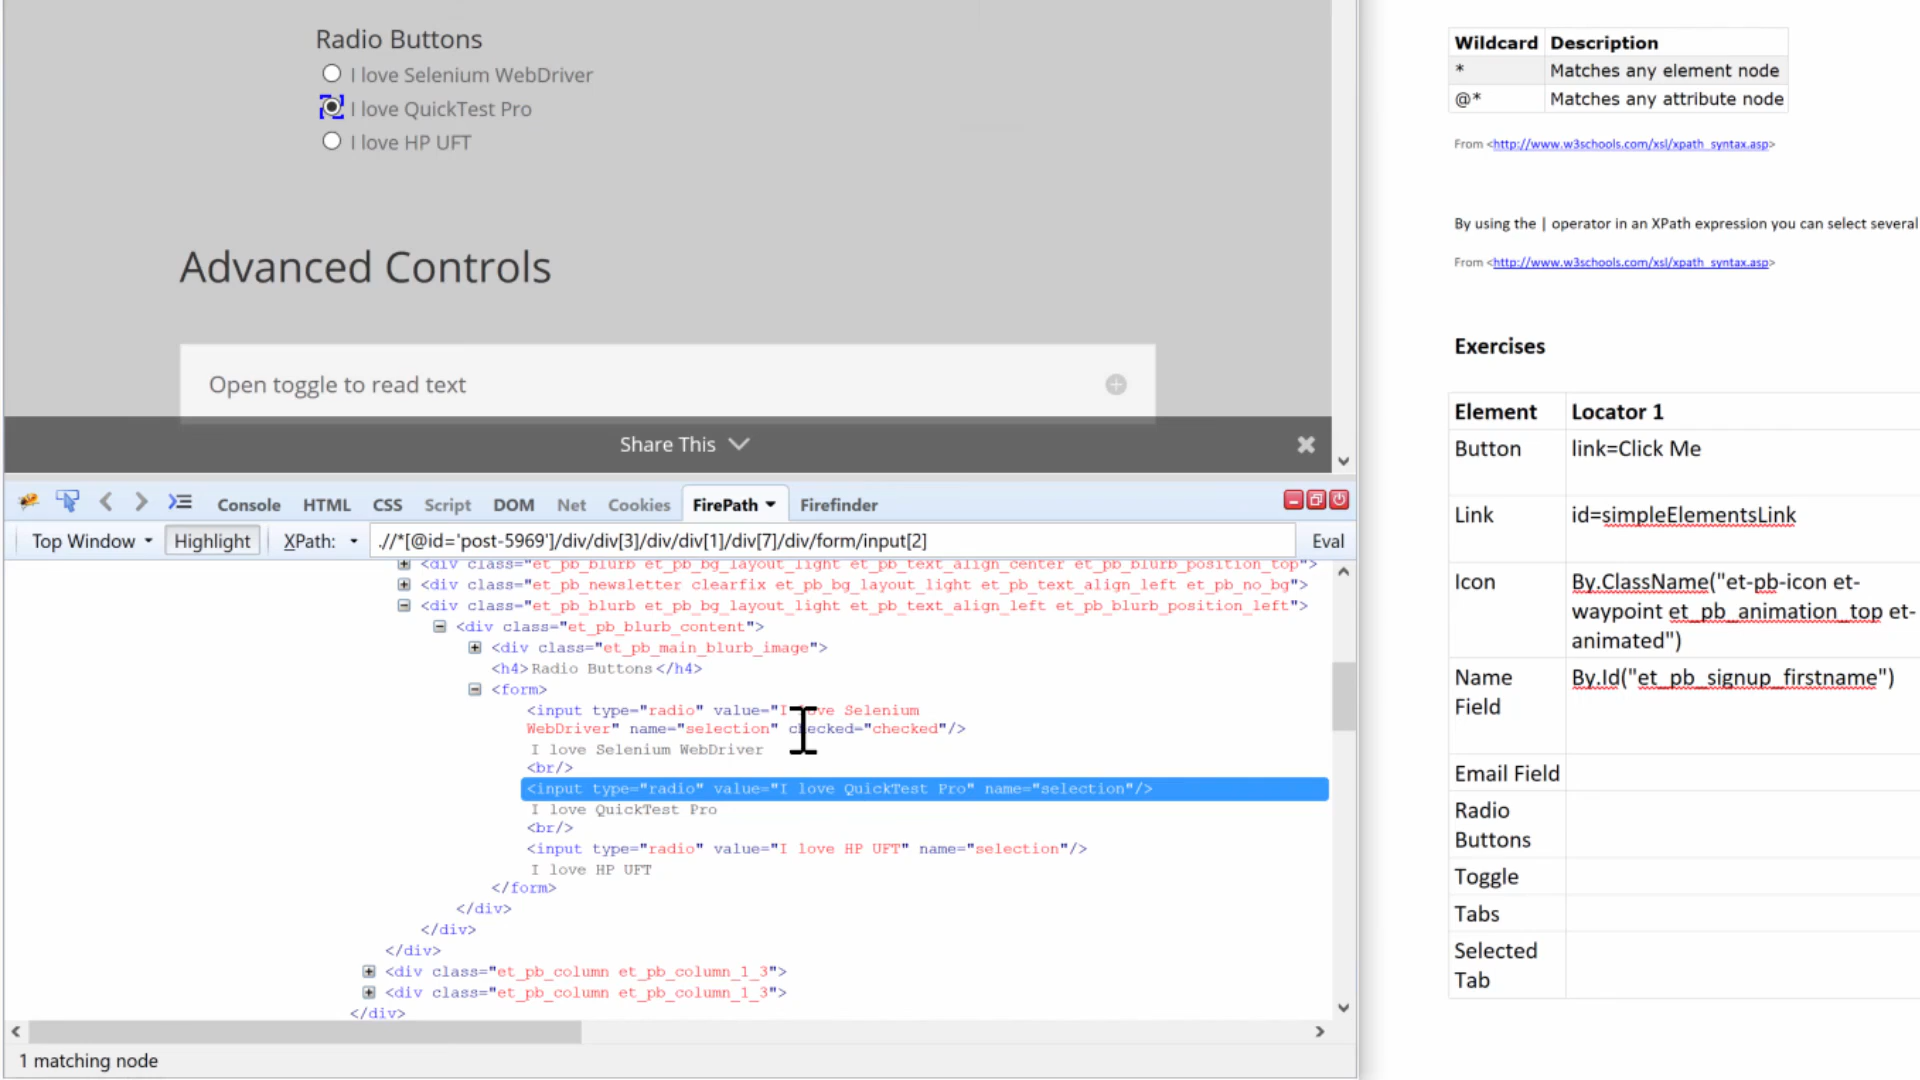 Radio Buttons
I love Selenium WebDriver
I love QuickTest Pro
I love HP UFT
Advanced Controls
Open toggle to read text
Share This
Console HTML CSS Script DOM Net Cookies FirePath Firefinder
Top Window Highlight XPath: .//*[@id='post-5969']/div/div[3]/div/div[1]/div[7]/div/form/input[2] Eval
<div class="et_pb_blurb et_pb_bg_layout_light et_pb_text_align_center et_pb_blurb_position_top">
<div class="et_pb_newsletter clearfix et_pb_bg_layout_light et_pb_text_align_left et_pb_no_bg">
<div class="et_pb_blurb et_pb_bg_layout_light et_pb_text_align_left et_pb_blurb_position_left">
<div class="et_pb_blurb_content">
<div class="et_pb_main_blurb_image">
<h4>Radio Buttons</h4>
<form>
<input type="radio" value="I love Selenium
WebDriver" name="selection" checked="checked"/>
I love Selenium WebDriver
<br/>
<input type="radio" value="I love QuickTest Pro" name="selection"/>
I love QuickTest Pro
<br/>
<input type="radio" value="I love HP UFT" name="selection"/>
I love HP UFT
</form>
</div>
</div>
</div>
<div class="et_pb_column et_pb_column_1_3">
<div class="et_pb_column et_pb_column_1_3">
</div>
1 matching node
Wildcard Description
* Matches any element node
@* Matches any attribute node
From <http://www.w3schools.com/xsl/xpath_syntax.asp>
By using the | operator in an XPath expression you can select several
From <http://www.w3schools.com/xsl/xpath_syntax.asp>
Exercises
Element Locator 1
Button link=Click Me
Link id=simpleElementsLink
Icon By.ClassName("et-pb-icon et-
waypoint et_pb_animation_top et-
animated")
Name By.Id("et_pb_signup_firstname")
Field
Email Field
Radio
Buttons
Toggle
Tabs
Selected
Tab